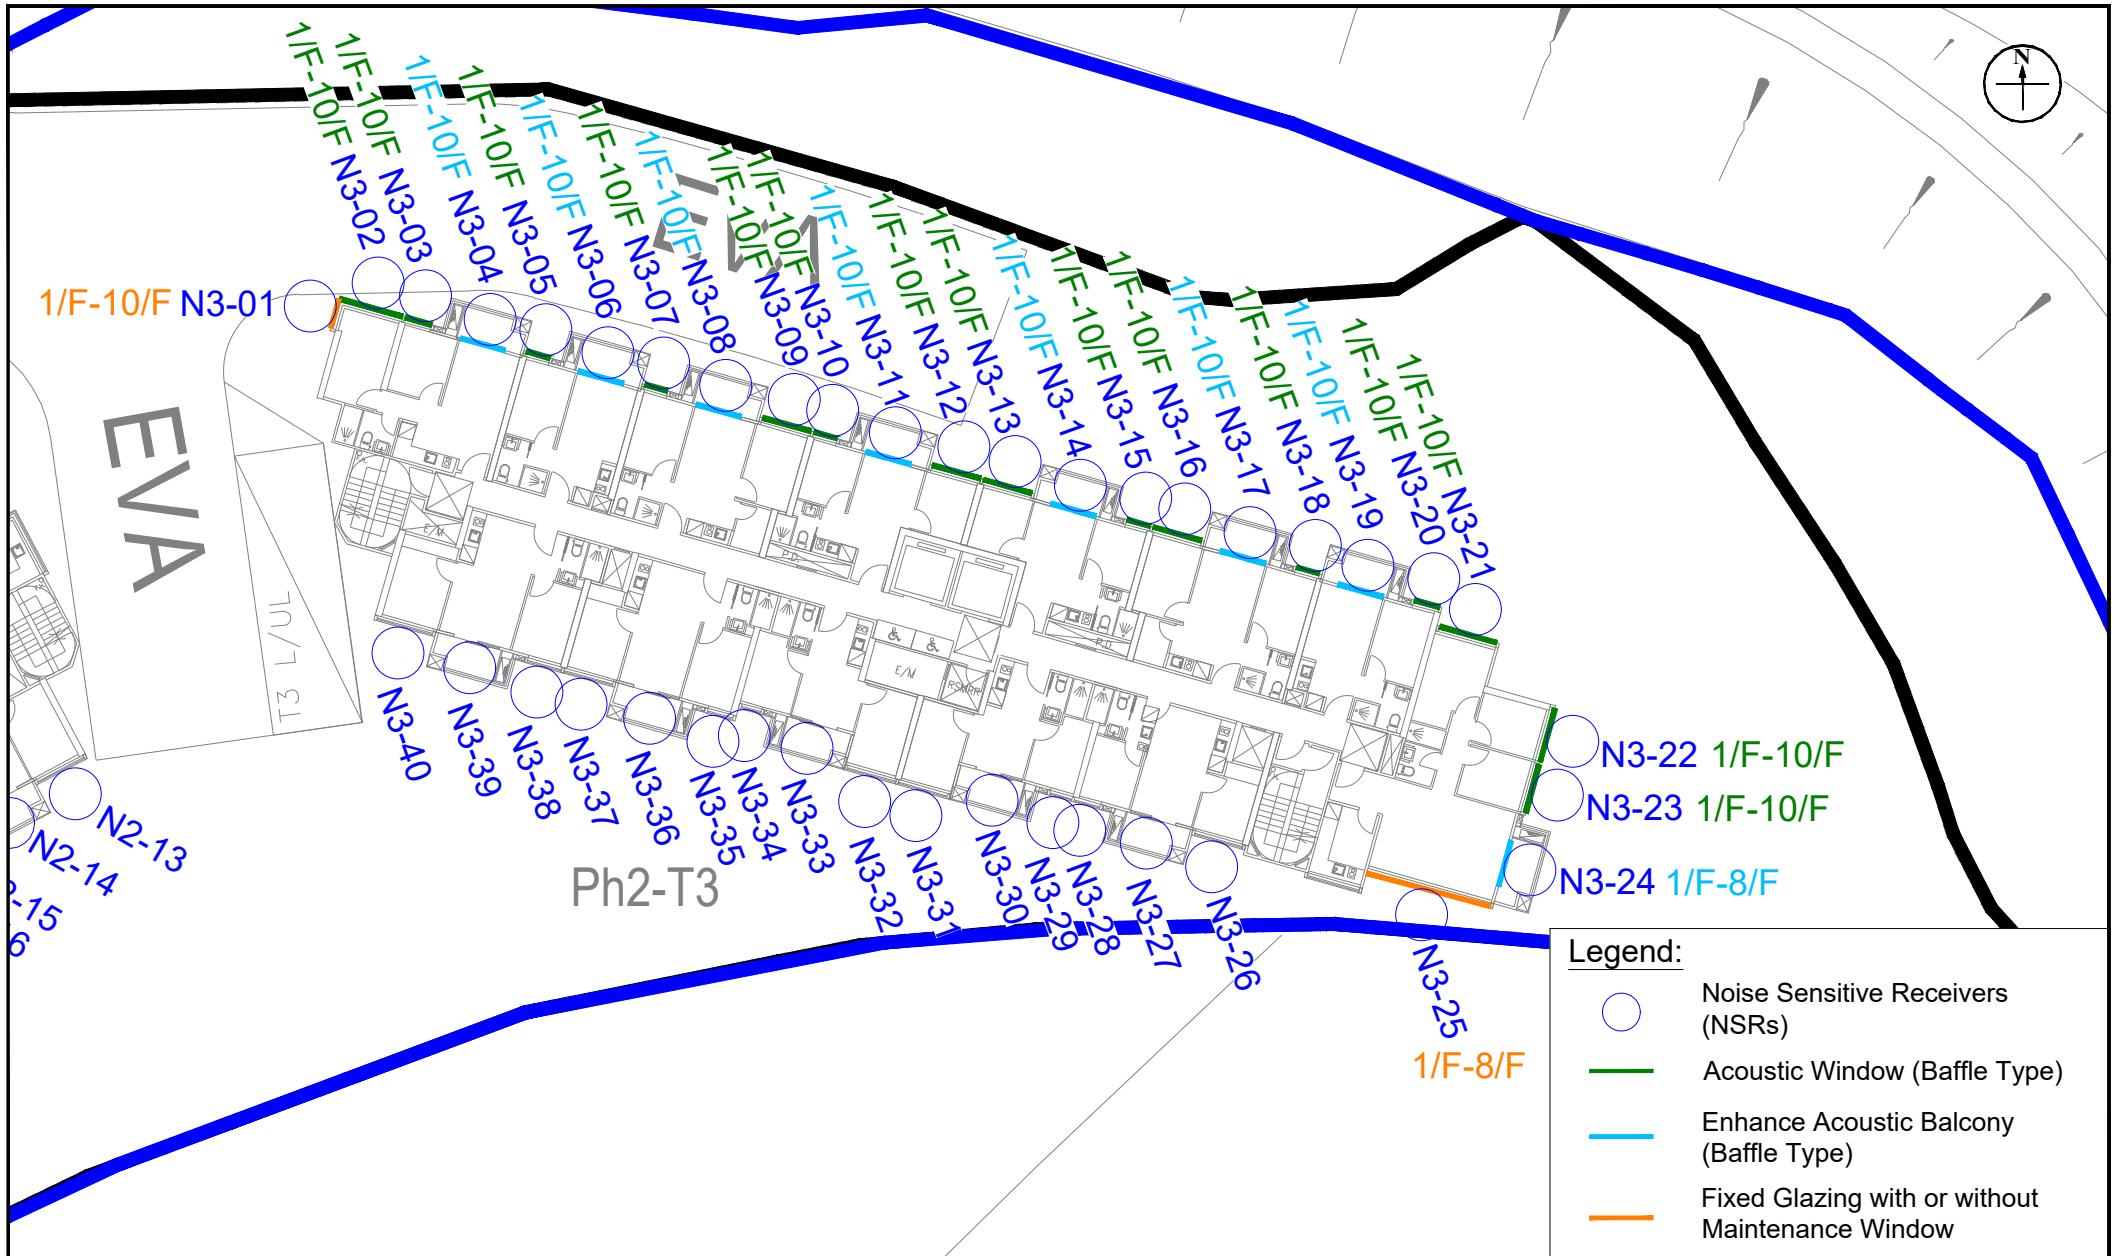 N
1/F-10/F N3-01
1/F-10/F N3-02
1/F-10/F N3-03
1/F-10/F N3-04
1/F-10/F N3-05
1/F-10/F N3-06
1/F-10/F N3-07
1/F-10/F N3-08
1/F-10/F N3-09
1/F-10/F N3-10
1/F-10/F N3-11
1/F-10/F N3-12
1/F-10/F N3-13
1/F-10/F N3-14
1/F-10/F N3-15
1/F-10/F N3-16
1/F-10/F N3-17
1/F-10/F N3-18
1/F-10/F N3-19
1/F-10/F N3-20
1/F-10/F N3-21
N3-22 1/F-10/F
N3-23 1/F-10/F
N3-24 1/F-8/F
N3-25
1/F-8/F
N3-26
N3-27
N3-28
N3-29
N3-30
N3-31
N3-32
N3-33
N3-34
N3-35
N3-36
N3-37
N3-38
N3-39
N3-40
EVA
EVA
T3 L/UL
E/M
P.D.
E/M
P.D
Ph2-T3
N2-13
N2-14
-15
6
Legend:
Noise Sensitive Receivers
(NSRs)
Acoustic Window (Baffle Type)
Enhance Acoustic Balcony
(Baffle Type)
Fixed Glazing with or without
Maintenance Window